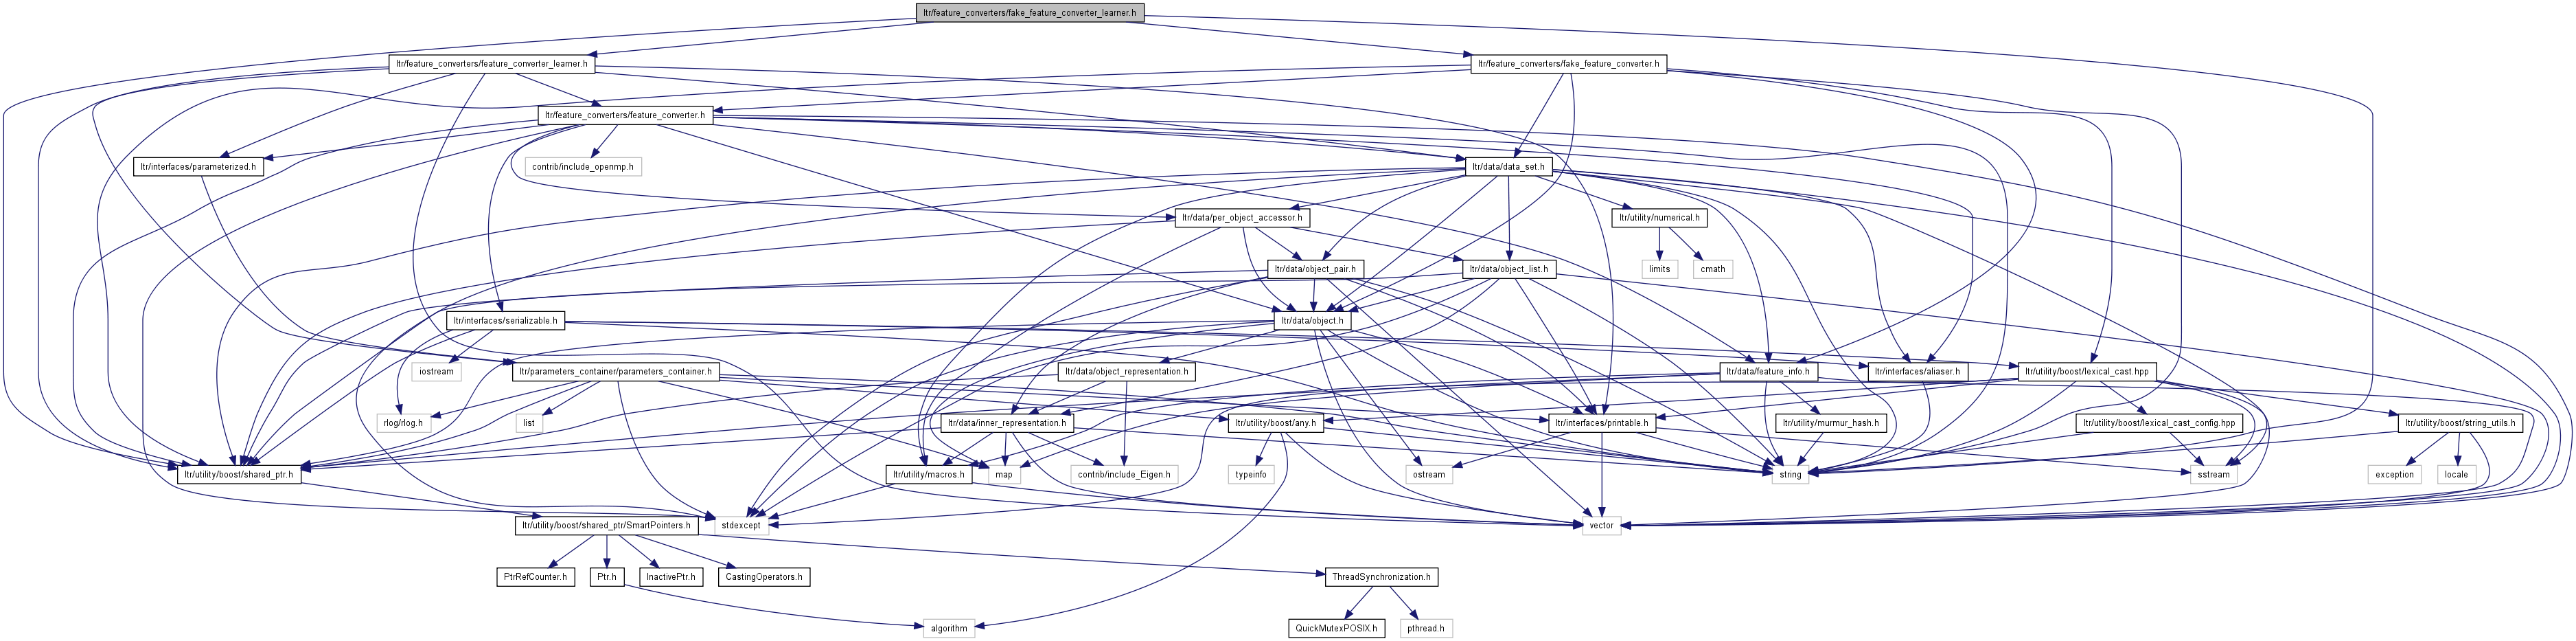 ltr/feature_converters/fake_feature_converter_learner.h
ltr/feature_converters/feature_converter_learner.h
ltr/feature_converters/fake_feature_converter.h
ltr/feature_converters/feature_converter.h
ltr/interfaces/parameterized.h
contrib/include_openmp.h
ltr/data/data_set.h
ltr/data/per_object_accessor.h
ltr/utility/numerical.h
ltr/data/object_pair.h
ltr/data/object_list.h
limits
cmath
ltr/interfaces/serializable.h
ltr/data/object.h
iostream
ltr/parameters_container/parameters_container.h
ltr/data/object_representation.h
ltr/data/feature_info.h
ltr/interfaces/aliaser.h
ltr/utility/boost/lexical_cast.hpp
rlog/rlog.h
list
ltr/data/inner_representation.h
ltr/utility/boost/any.h
ltr/interfaces/printable.h
ltr/utility/murmur_hash.h
ltr/utility/boost/lexical_cast_config.hpp
ltr/utility/boost/string_utils.h
ltr/utility/boost/shared_ptr.h
ltr/utility/macros.h
map
contrib/include_Eigen.h
typeinfo
ostream
string
sstream
exception
locale
ltr/utility/boost/shared_ptr/SmartPointers.h
stdexcept
vector
PtrRefCounter.h
Ptr.h
InactivePtr.h
CastingOperators.h
ThreadSynchronization.h
algorithm
QuickMutexPOSIX.h
pthread.h